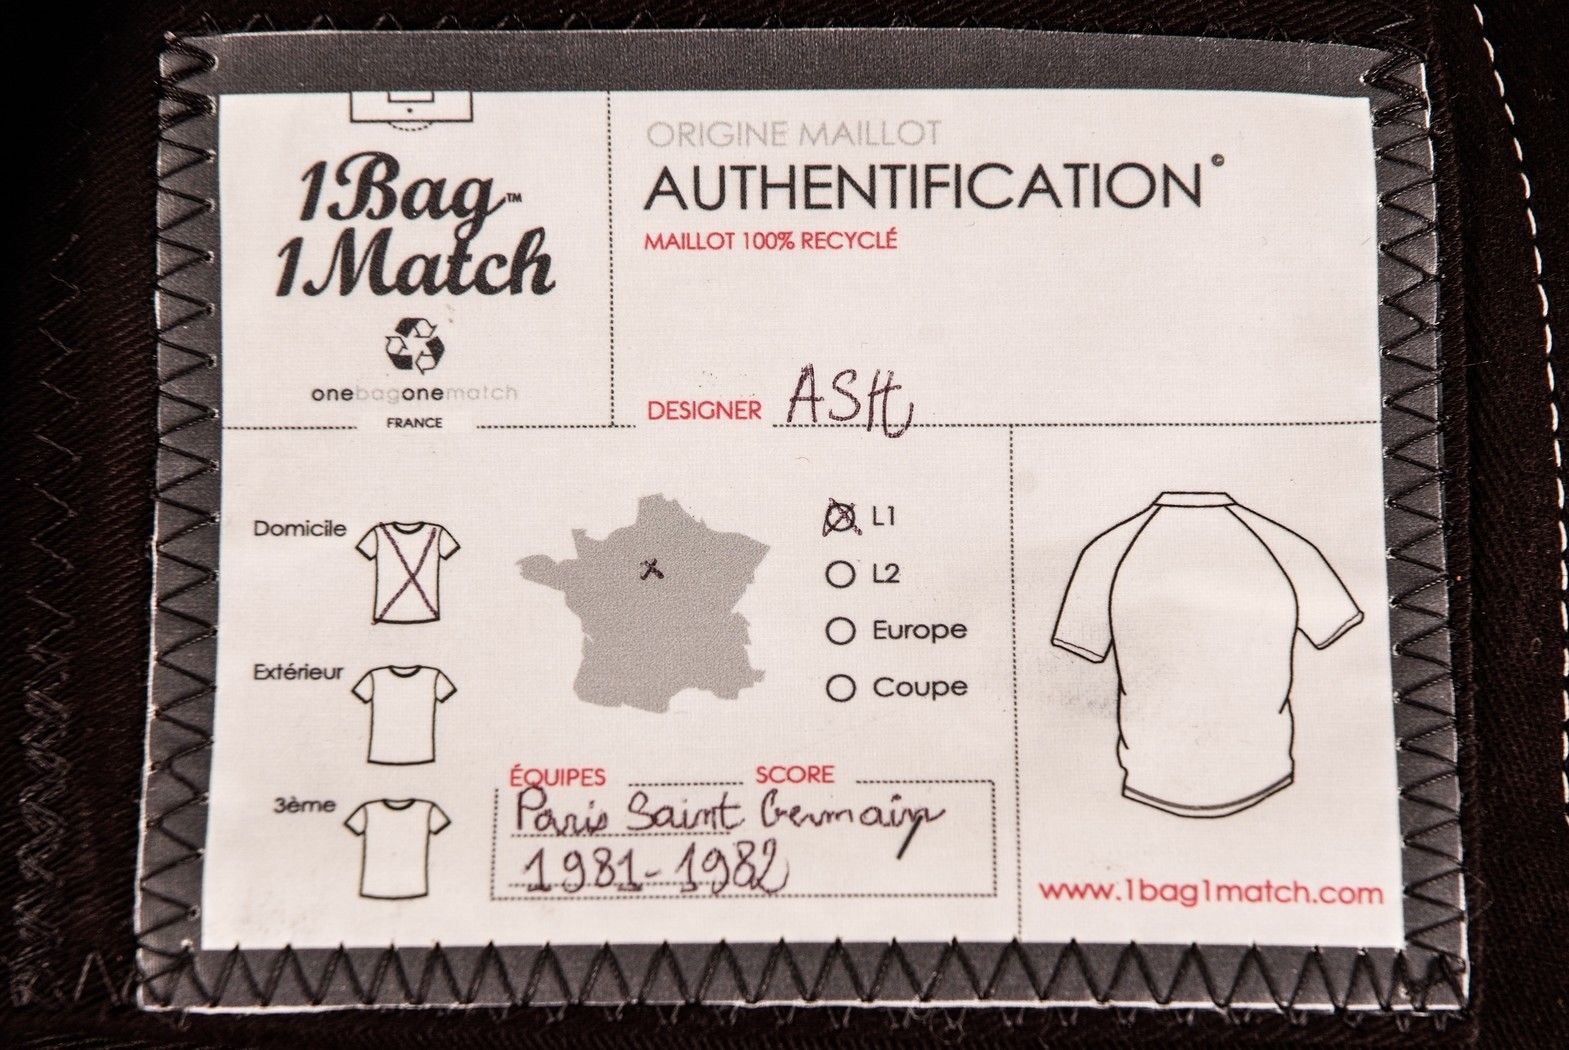 1Bag™
1Match
onebagonematch
FRANCE
ORIGINE MAILLOT
AUTHENTIFICATION©
MAILLOT 100% RECYCLÉ
DESIGNER ASH
Domicile
Extérieur
3ème
L1
L2
Europe
Coupe
ÉQUIPES SCORE
Paris Saint Germain
1981-1982
www.1bag1match.com